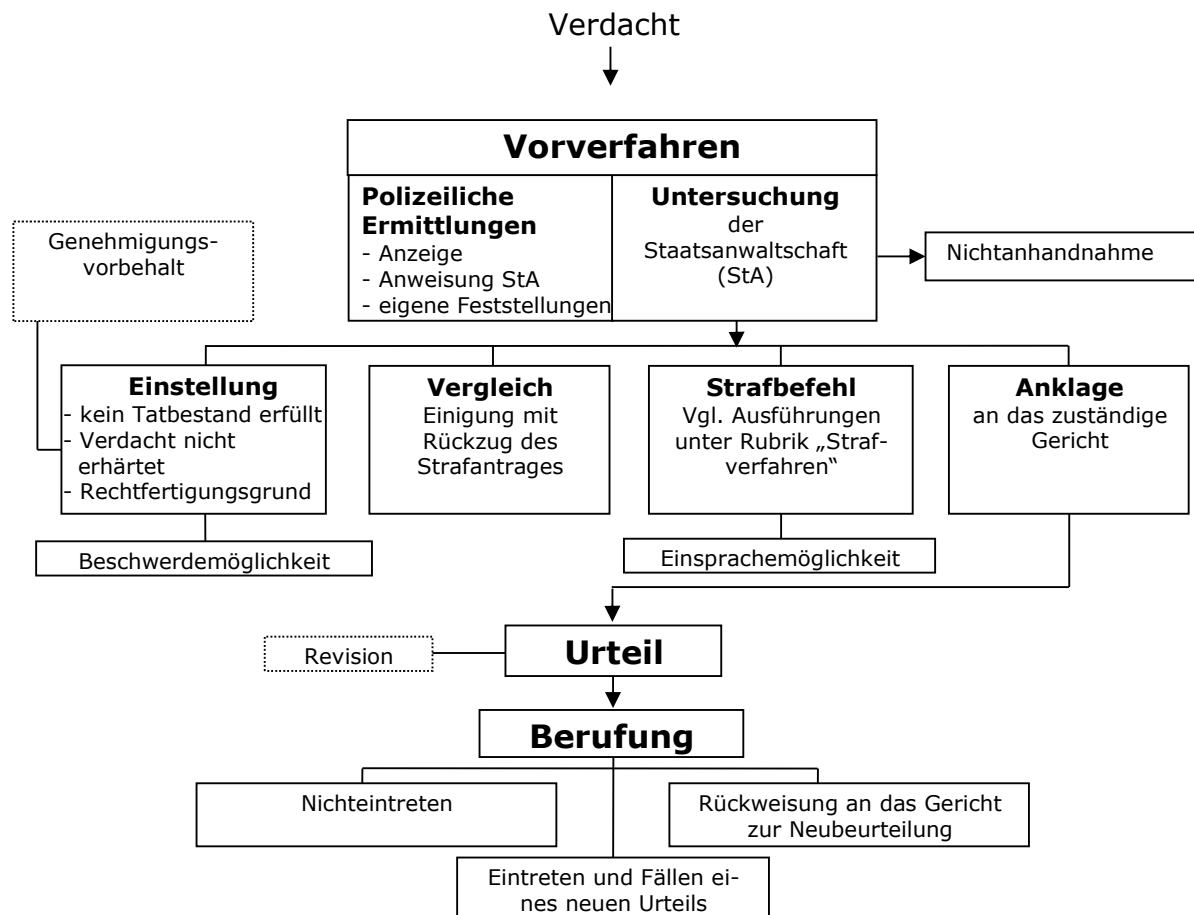 Verdacht
Vorverfahren
Polizeiliche
Ermittlungen
- Anzeige
- Anweisung StA
- eigene Feststellungen
Untersuchung
der
Staatsanwaltschaft
(StA)
Nichtanhandnahme
Genehmigungs-
vorbehalt
Einstellung
- kein Tatbestand erfüllt
- Verdacht nicht
erhärtet
- Rechtfertigungsgrund
Vergleich
Einigung mit
Rückzug des
Strafantrages
Strafbefehl
Vgl. Ausführungen
unter Rubrik „Straf-
verfahren“
Anklage
an das zuständige
Gericht
Beschwerdemöglichkeit
Einsprachemöglichkeit
Revision
Urteil
Berufung
Nichteintreten
Rückweisung an das Gericht
zur Neubeurteilung
Eintreten und Fällen ei-
nes neuen Urteils